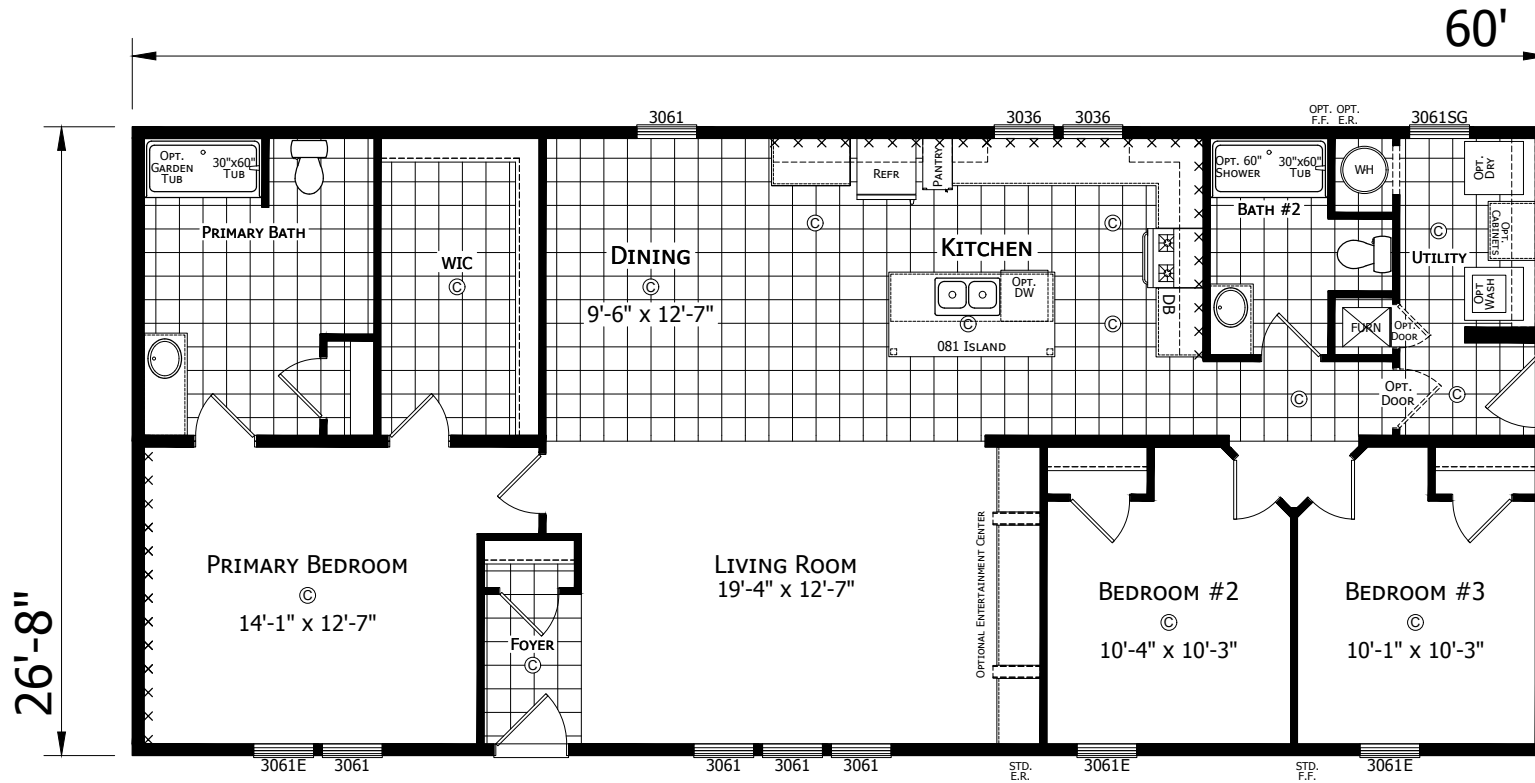 60'
26'-8"
3061
3036
3036
OPT. OPT.
F.F. E.R.
3061SG
OPT.
GARDEN
TUB
30"x60"
TUB
PRIMARY BATH
WIC
©
DINING
©
9'-6" x 12'-7"
REFR
PANTRY
©
©
KITCHEN
OPT.
DW
©
081 ISLAND
©
DB
OPT. 60"
SHOWER
30"x60"
TUB
BATH #2
WH
OPT.
DRY
OPT.
CABINETS
©
UTILITY
OPT
WASH
FURN
OPT.
DOOR
OPT.
DOOR
©
©
PRIMARY BEDROOM
©
14'-1" x 12'-7"
FOYER
©
LIVING ROOM
19'-4" x 12'-7"
OPTIONAL ENTERTAINMENT CENTER
BEDROOM #2
©
10'-4" x 10'-3"
BEDROOM #3
©
10'-1" x 10'-3"
3061E
3061
3061
3061
3061
STD.
E.R.
3061E
STD.
F.F.
3061E